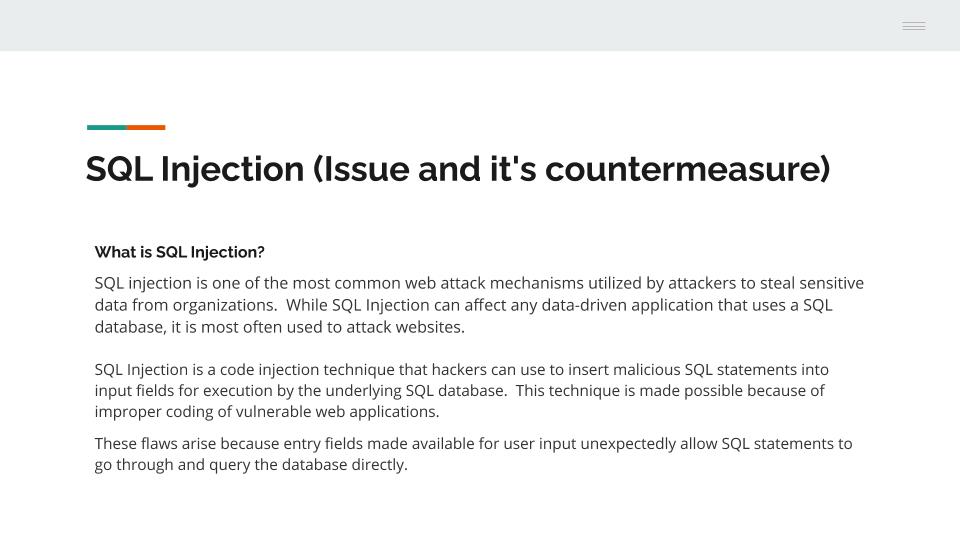 SQL Injection (Issue and it's countermeasure)
What is SQL Injection?
SQL injection is one of the most common web attack mechanisms utilized by attackers to steal sensitive
data from organizations.  While SQL Injection can affect any data-driven application that uses a SQL
database, it is most often used to attack websites.
SQL Injection is a code injection technique that hackers can use to insert malicious SQL statements into
input fields for execution by the underlying SQL database.  This technique is made possible because of
improper coding of vulnerable web applications.
These flaws arise because entry fields made available for user input unexpectedly allow SQL statements to
go through and query the database directly.